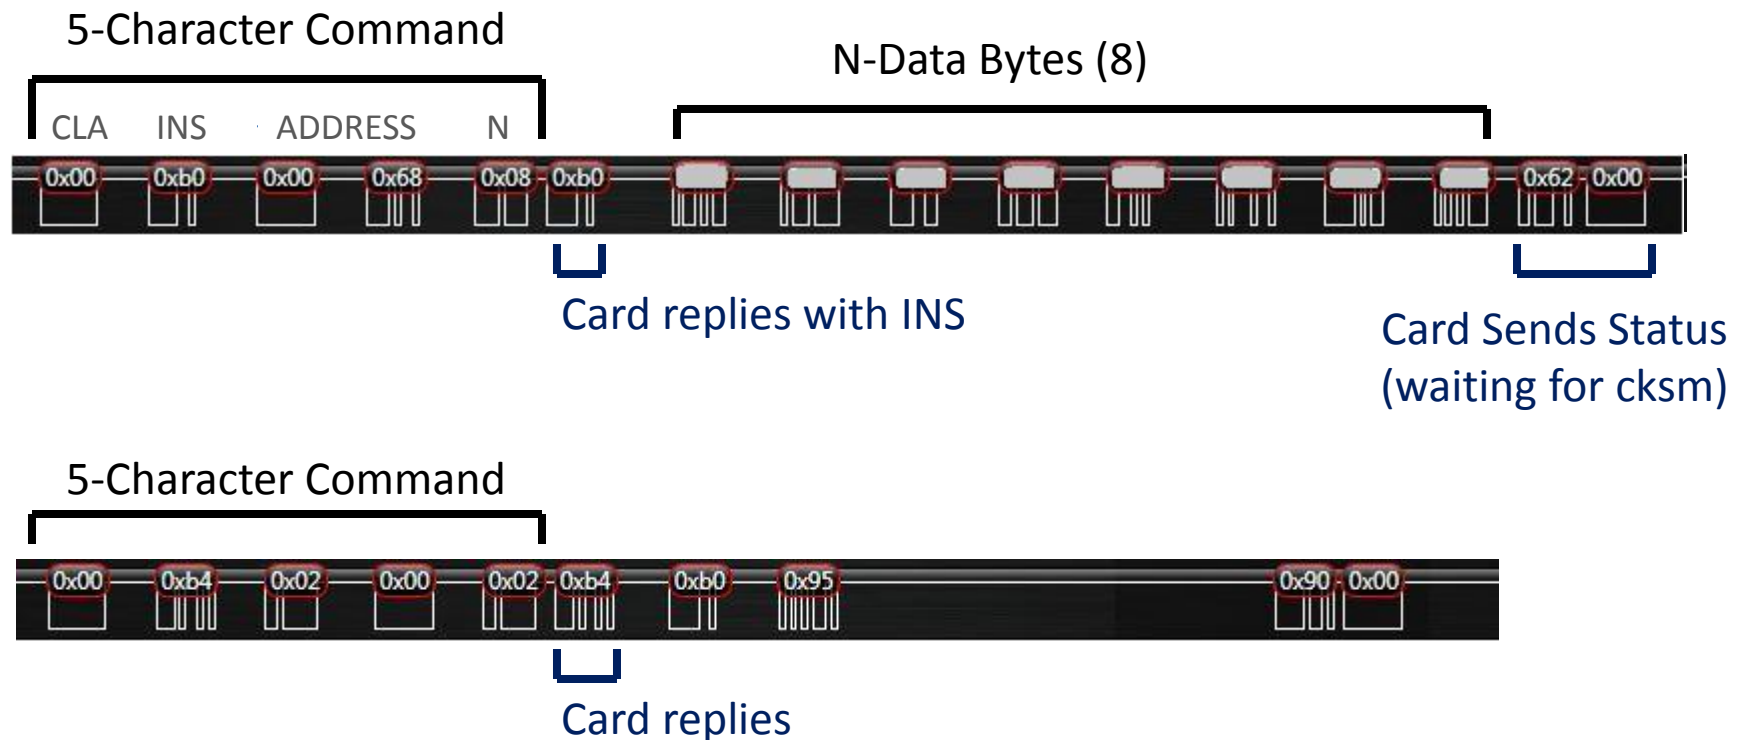 5-Character Command
N-Data Bytes (8)
CLA INS ADDRESS N
0x00 0xb0 0x00 0x68 0x08 0xb0 0x62 0x00
Card replies with INS
Card Sends Status
(waiting for cksm)
5-Character Command
0x00 0xb4 0x02 0x00 0x02 0xb4 0xb0 0x95 0x90 0x00
Card replies